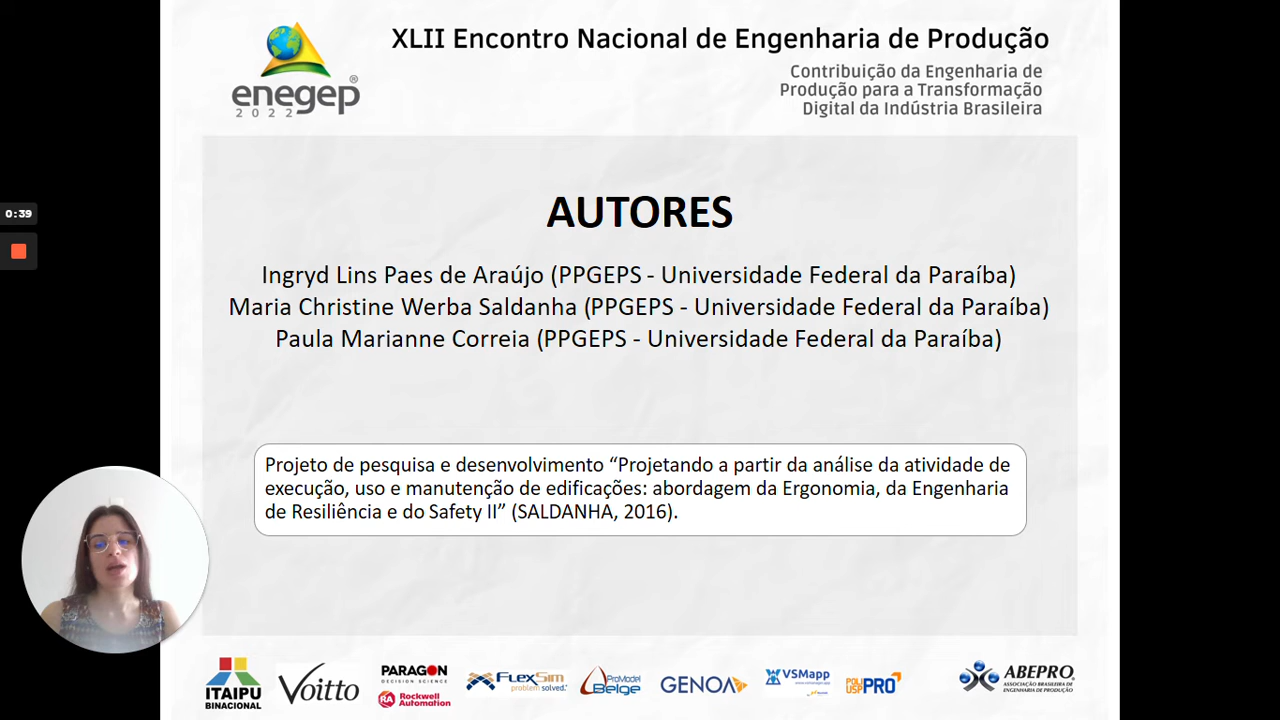 XLII Encontro Nacional de Engenharia de Produção
enegep®
2022
Contribuição da Engenharia de
Produção para a Transformação
Digital da Indústria Brasileira
0:39
AUTORES
Ingryd Lins Paes de Araújo (PPGEPS - Universidade Federal da Paraíba)
Maria Christine Werba Saldanha (PPGEPS - Universidade Federal da Paraíba)
Paula Marianne Correia (PPGEPS - Universidade Federal da Paraíba)
Projeto de pesquisa e desenvolvimento “Projetando a partir da análise da atividade de
execução, uso e manutenção de edificações: abordagem da Ergonomia, da Engenharia
de Resiliência e do Safety II” (SALDANHA, 2016).
ITAIPU
BINACIONAL
Voitto
PARAGON
DECISION SCIENCE
RA Rockwell
Automation
FLEXSIM
problem solved.
ProModel
Belge
GENOA
VSMapp
POLI
USP PRO
ABEPRO
ASSOCIAÇÃO BRASILEIRA DE
ENGENHARIA DE PRODUÇÃO